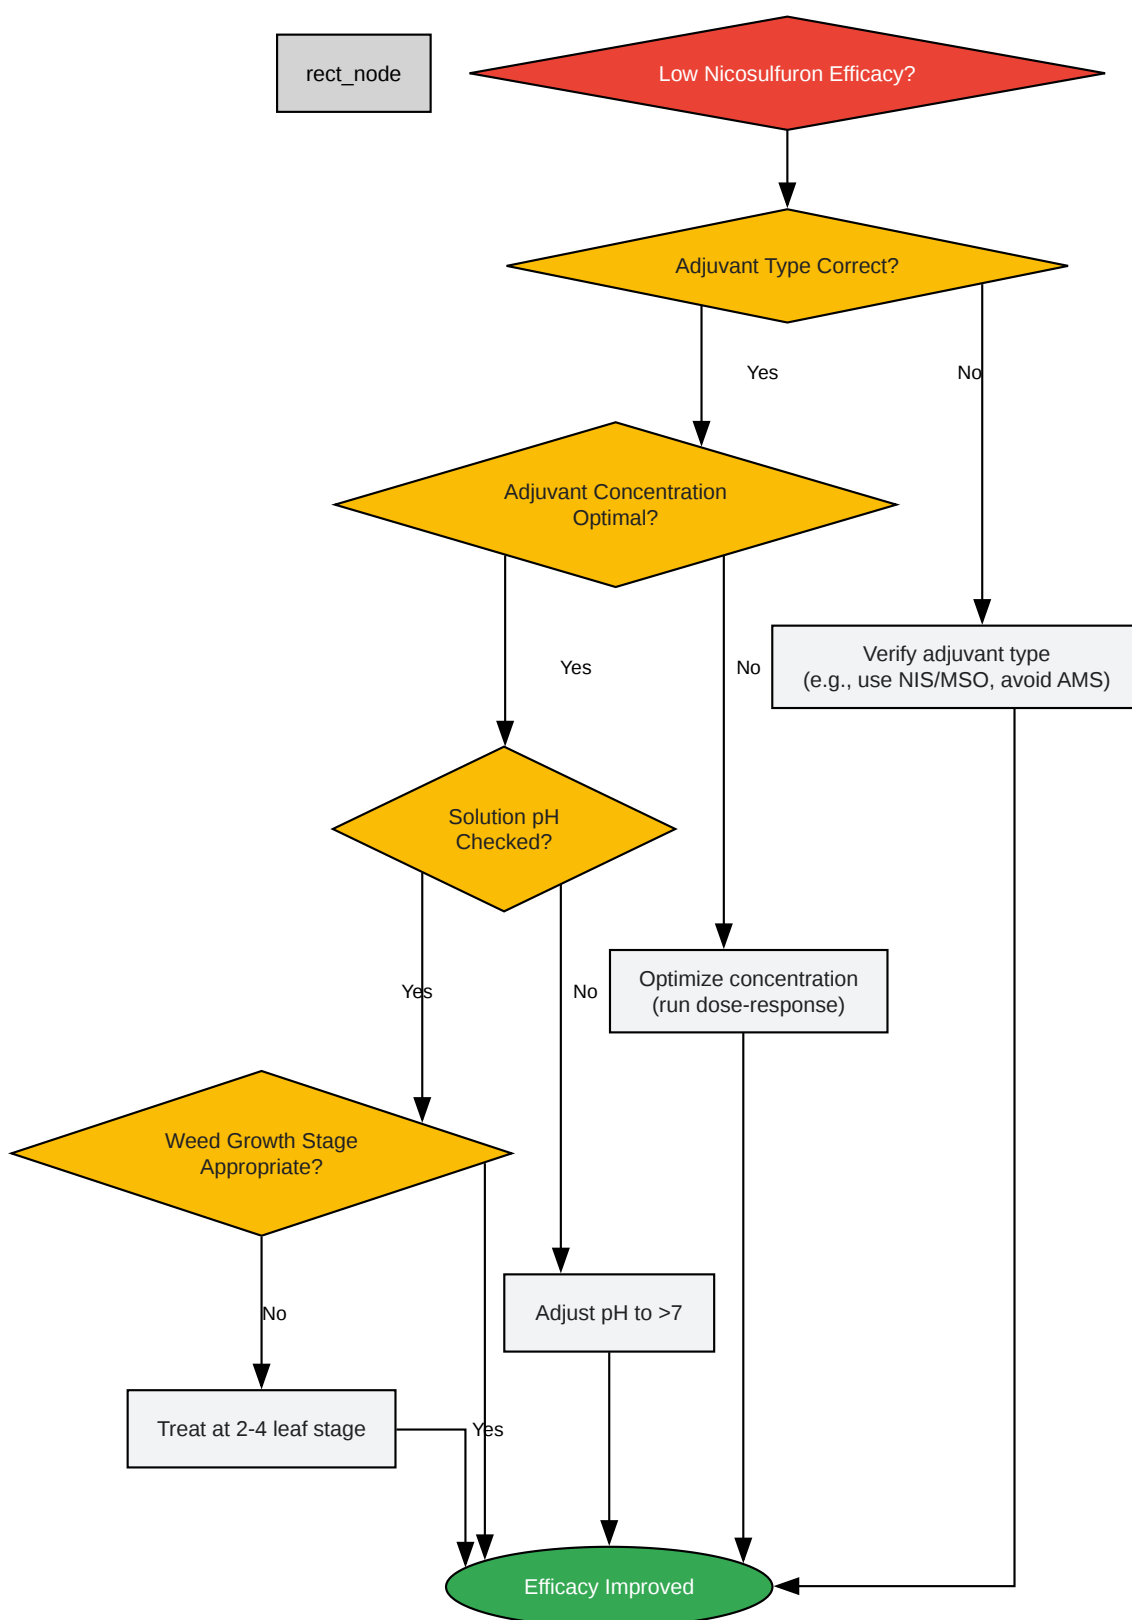 rect_node
Low Nicosulfuron Efficacy?
Adjuvant Type Correct?
Yes
No
Adjuvant Concentration
Optimal?
Yes
No
Verify adjuvant type
(e.g., use NIS/MSO, avoid AMS)
Solution pH
Checked?
Yes
No
Optimize concentration
(run dose-response)
Weed Growth Stage
Appropriate?
No
Adjust pH to >7
Treat at 2-4 leaf stage
Yes
Efficacy Improved